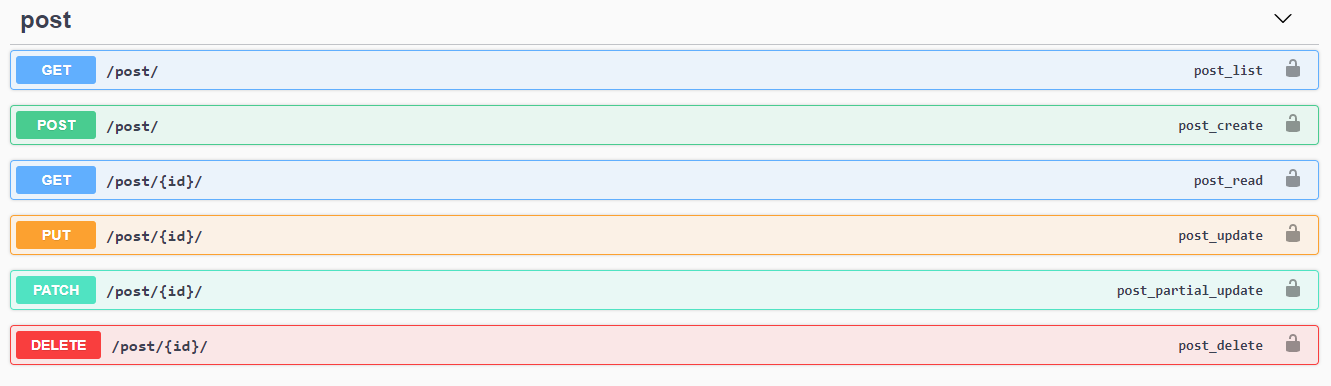 post
GET /post/ post_list
POST /post/ post_create
GET /post/{id}/ post_read
PUT /post/{id}/ post_update
PATCH /post/{id}/ post_partial_update
DELETE /post/{id}/ post_delete